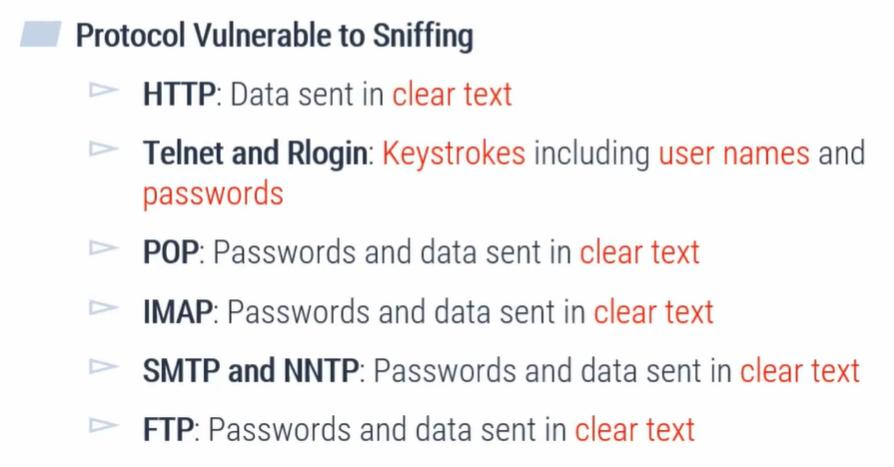 Protocol Vulnerable to Sniffing
HTTP: Data sent in clear text
Telnet and Rlogin: Keystrokes including user names and
passwords
POP: Passwords and data sent in clear text
IMAP: Passwords and data sent in clear text
SMTP and NNTP: Passwords and data sent in clear text
FTP: Passwords and data sent in clear text